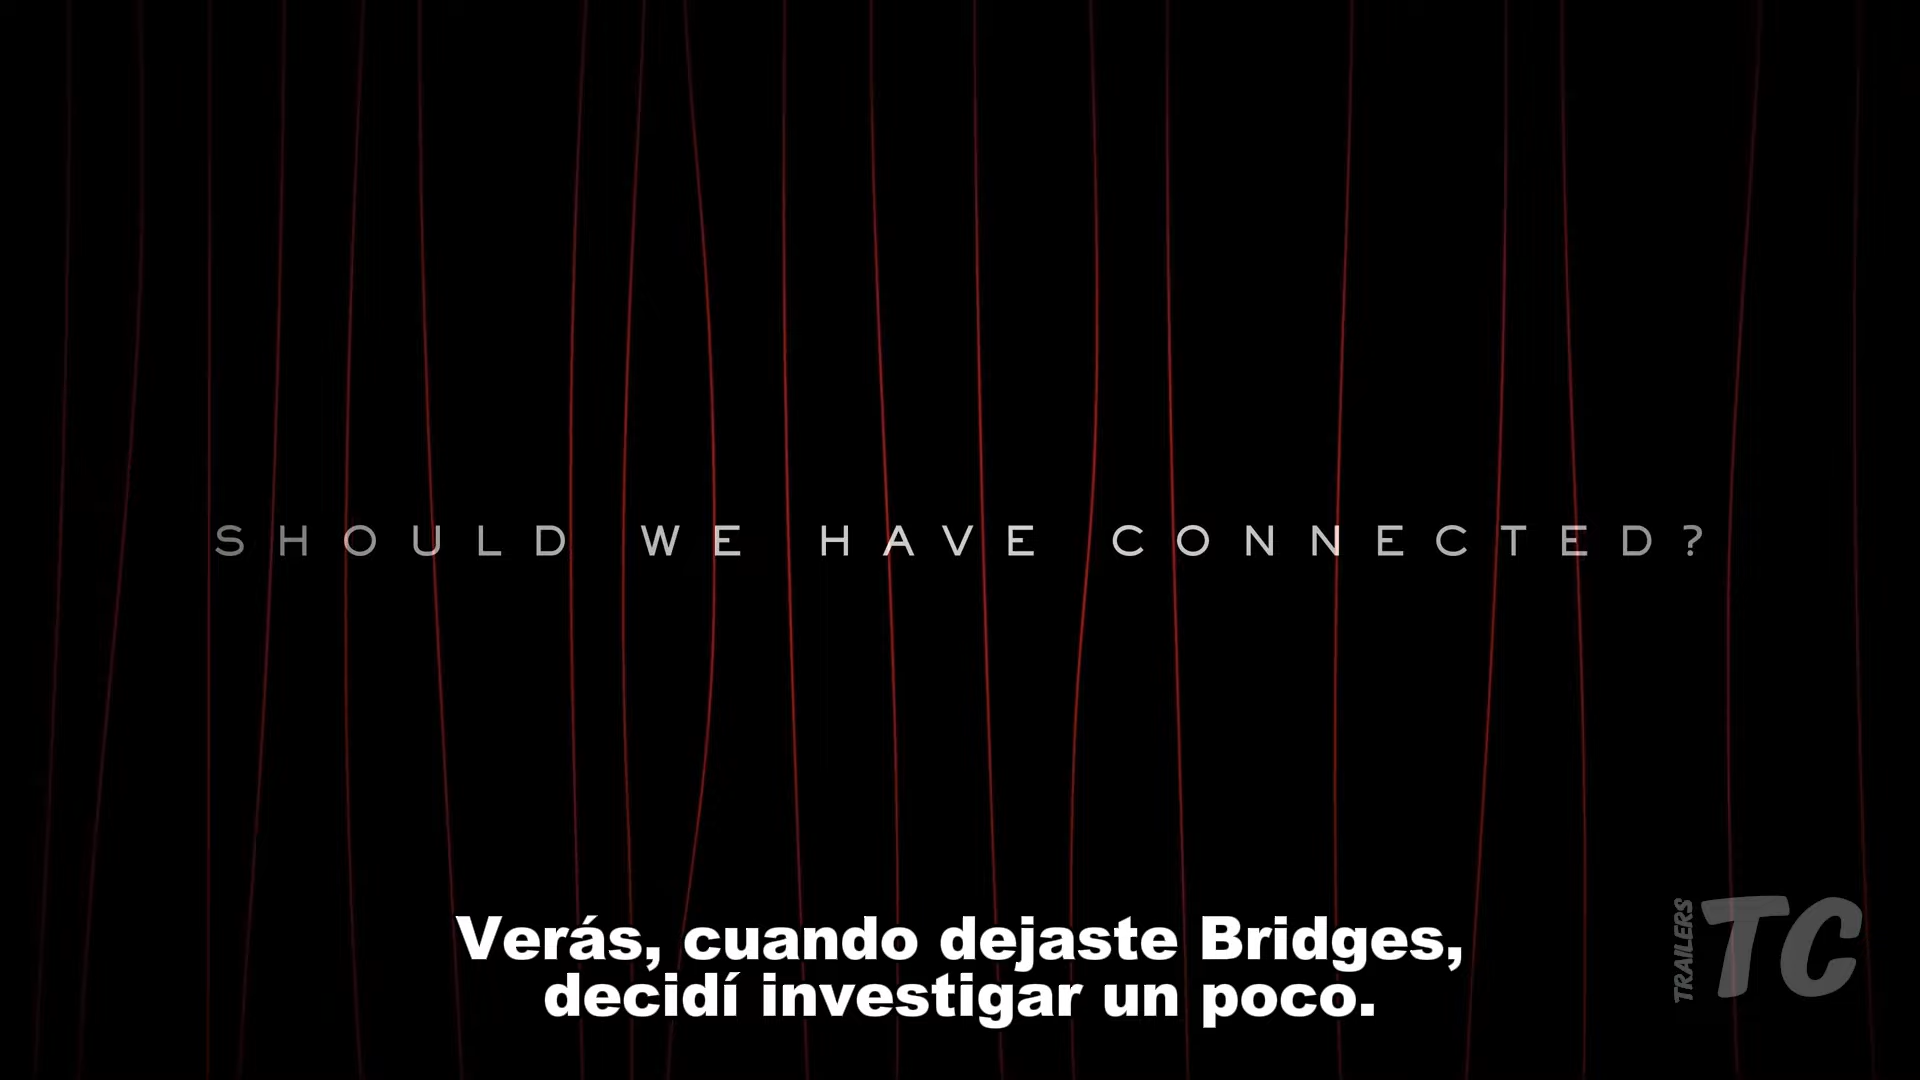 SHOULD WE HAVE CONNECTED?
Verás, cuando dejaste Bridges,
decidí investigar un poco.
TRAILERS
TC